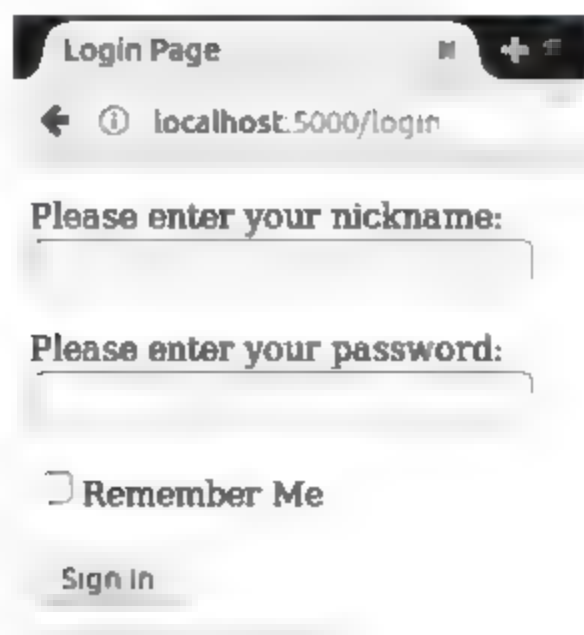 Login Page
localhost:5000/login
Please enter your nickname:
Please enter your password:
Remember Me
Sign In